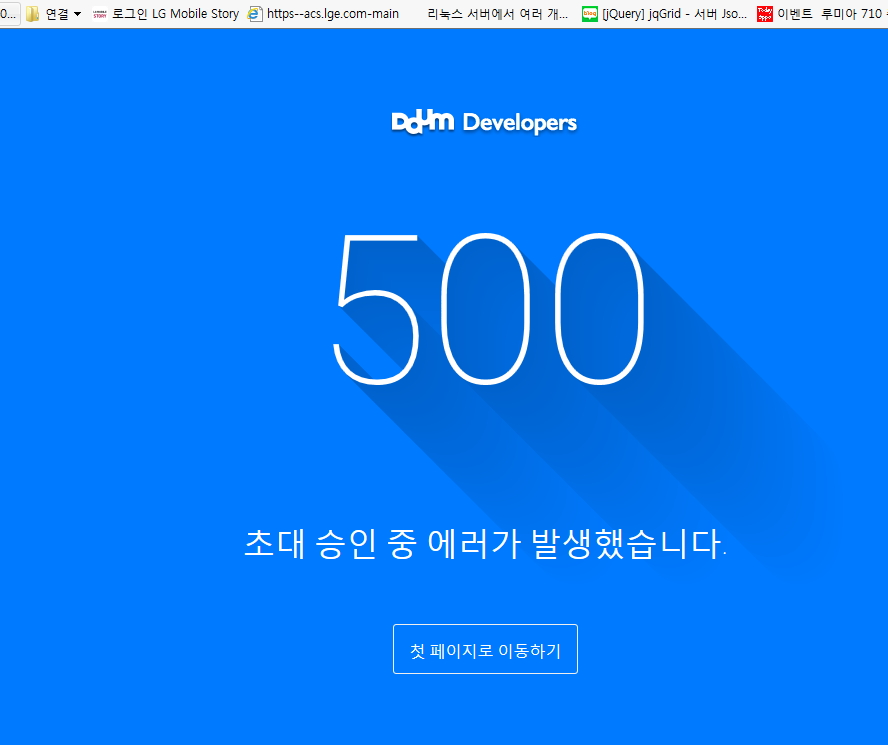 0... 연결 로그인 LG Mobile Story https--acs.lge.com-main 리눅스 서버에서 여러 개... [jQuery] jqGrid - 서버 Jso... 이벤트 루미아 710
Daum Developers
500
초대 승인 중 에러가 발생했습니다.
첫 페이지로 이동하기